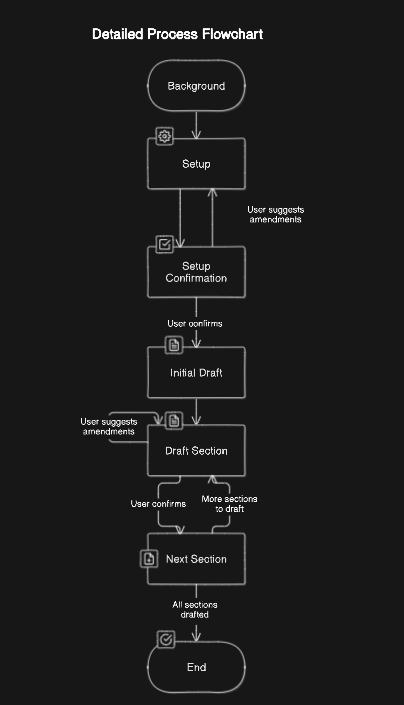 Detailed Process Flowchart
Background
Setup
User suggests
amendments
Setup
Confirmation
User confirms
Initial Draft
User suggests
amendments
Draft Section
User confirms
More sections
to draft
Next Section
All sections
drafted
End